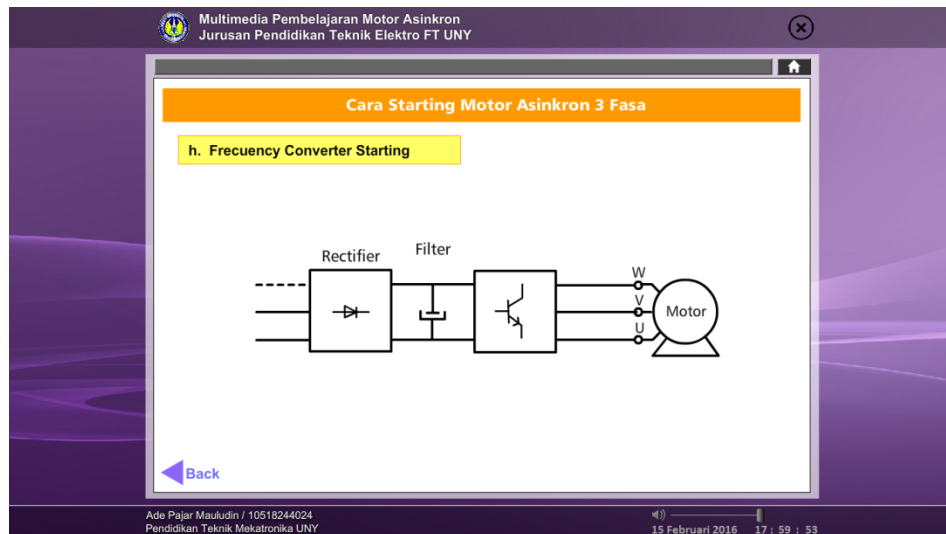 Multimedia Pembelajaran Motor Asinkron
Jurusan Pendidikan Teknik Elektro FT UNY
Cara Starting Motor Asinkron 3 Fasa
h. Frecuency Converter Starting
Rectifier
Filter
W
V
U
Motor
Back
Ade Pajar Mauludin / 10518244024
Pendidikan Teknik Mekatronika UNY
15 Februari 2016 17 : 59 : 53